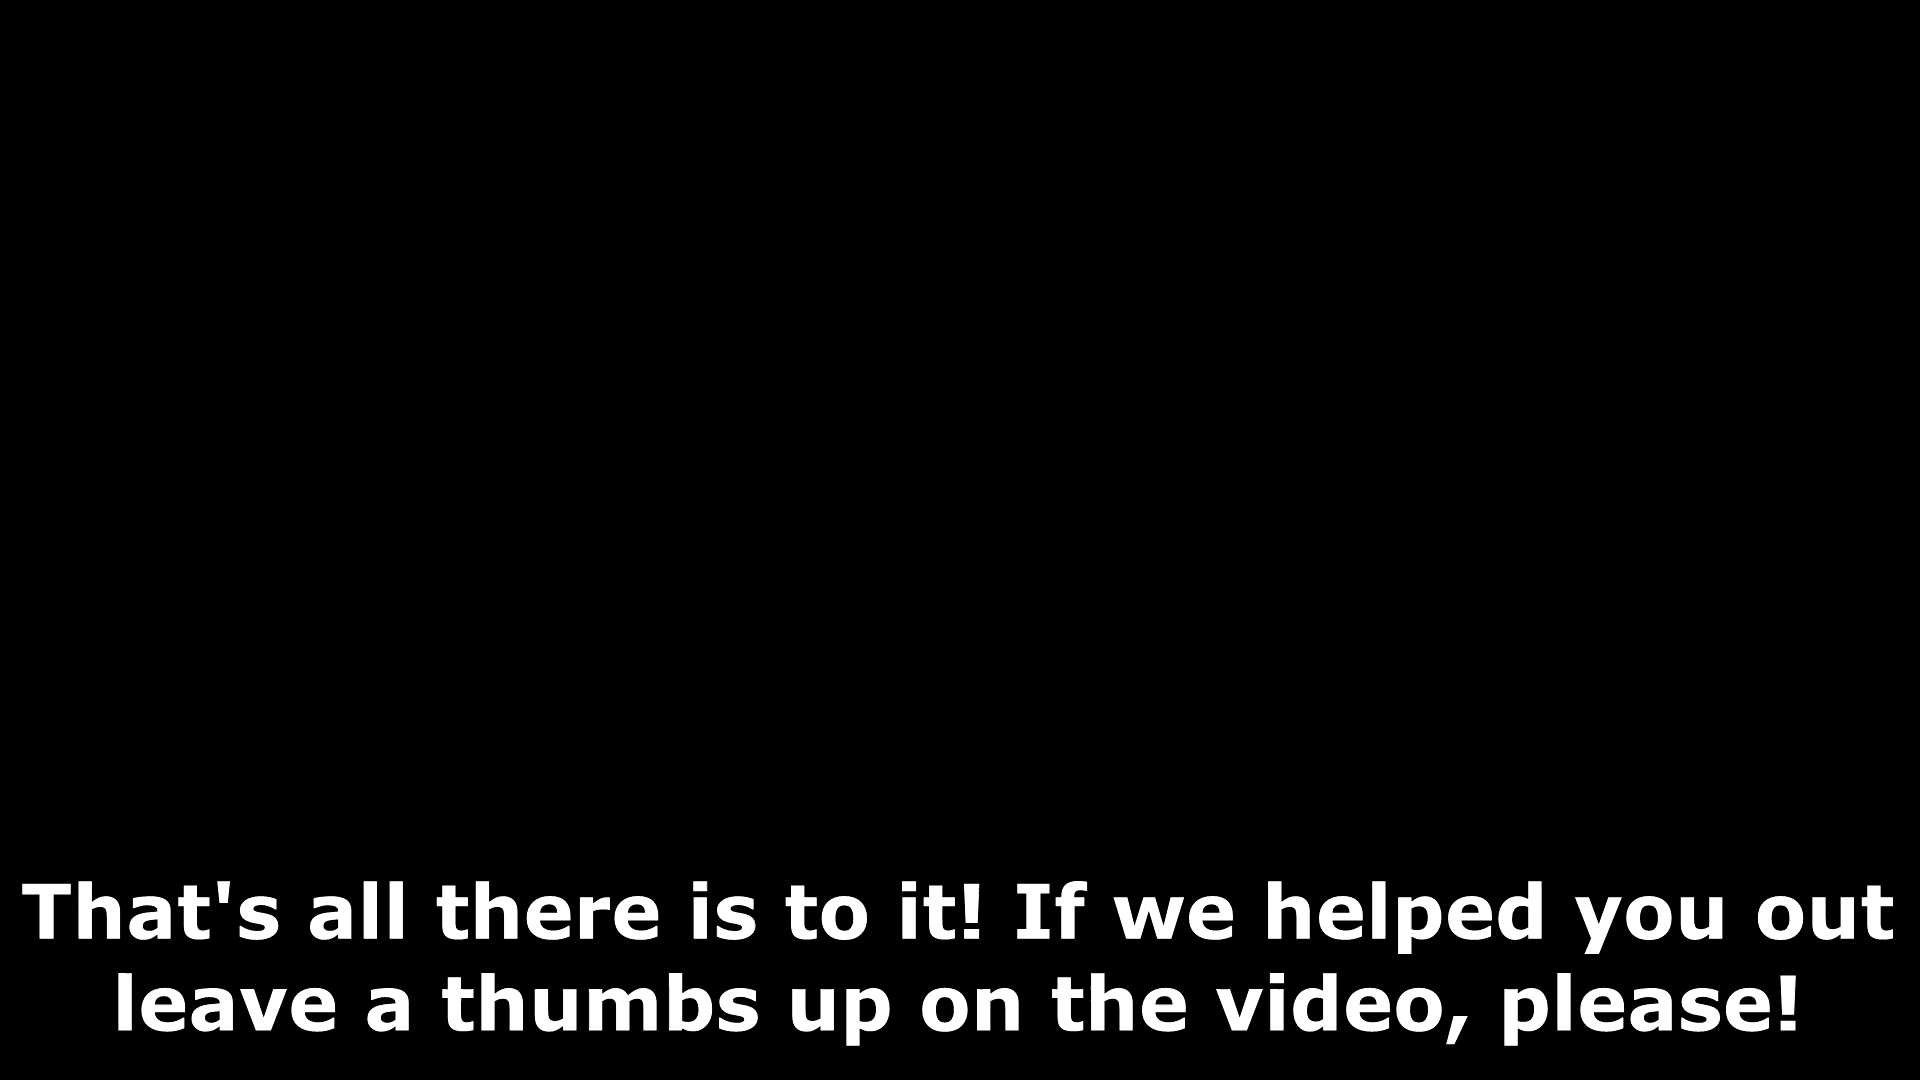 That's all there is to it! If we helped you out
leave a thumbs up on the video, please!